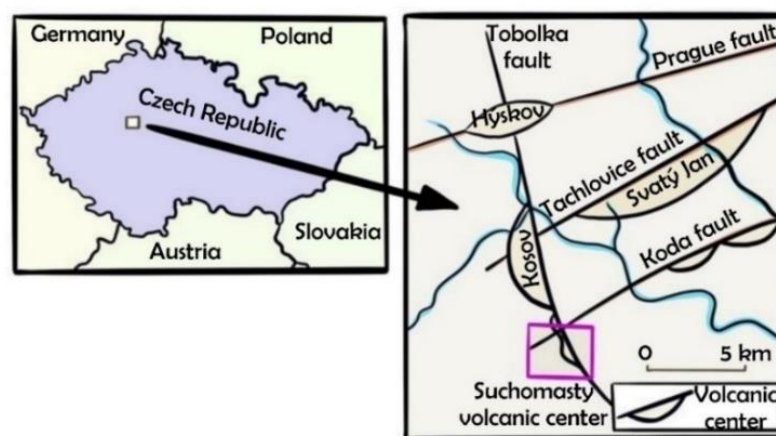 Germany
Poland
Czech Republic
Slovakia
Austria
Tobolka
fault
Prague fault
Hýskov
Tachlovice fault
Svatý Jan
Kosov
Koda fault
0 5 km
Suchomasty
volcanic center
Volcanic
center